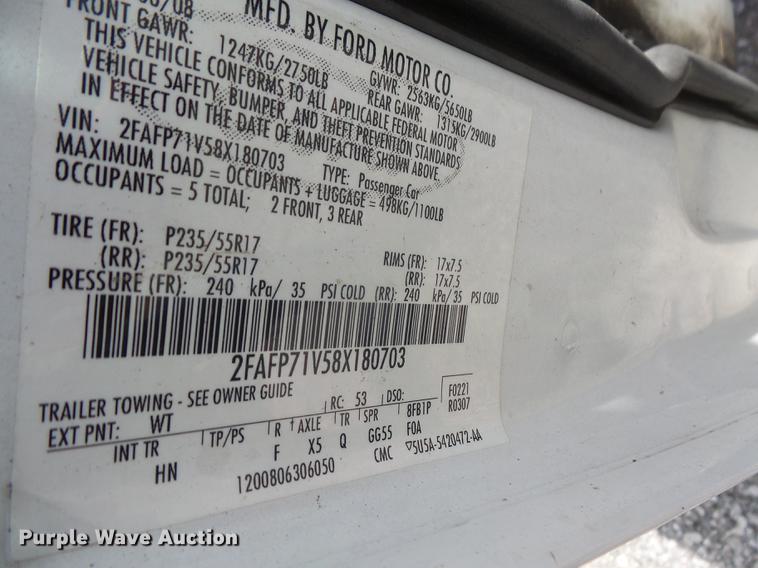 /08 MFD. BY FORD MOTOR CO.
FRONT GAWR: GVWR: 2563KG/5650LB
1247KG/2750LB REAR GAWR: 1315KG/2900LB
THIS VEHICLE CONFORMS TO ALL APPLICABLE FEDERAL MOTOR
VEHICLE SAFETY, BUMPER, AND THEFT PREVENTION STANDARDS
IN EFFECT ON THE DATE OF MANUFACTURE SHOWN ABOVE.
VIN: 2FAFP71V58X180703 TYPE: Passenger Car
MAXIMUM LOAD = OCCUPANTS + LUGGAGE = 498KG/1100LB
OCCUPANTS = 5 TOTAL; 2 FRONT, 3 REAR
TIRE (FR): P235/55R17 RIMS (FR): 17x7.5
(RR): P235/55R17 (RR): 17x7.5
PRESSURE (FR): 240 kPa/ 35 PSI COLD (RR): 240 kPa/ 35 PSI COLD
2FAFP71V58X180703
TRAILER TOWING - SEE OWNER GUIDE
EXT PNT: WT RC: 53 DSO: F0221
INT TR TP/PS R AXLE TR SPR 8FB1P R0307
HN F X5 Q GG55 FOA
1200806306050 CMC ▽5U5A-5420472-AA
Purple Wave Auction